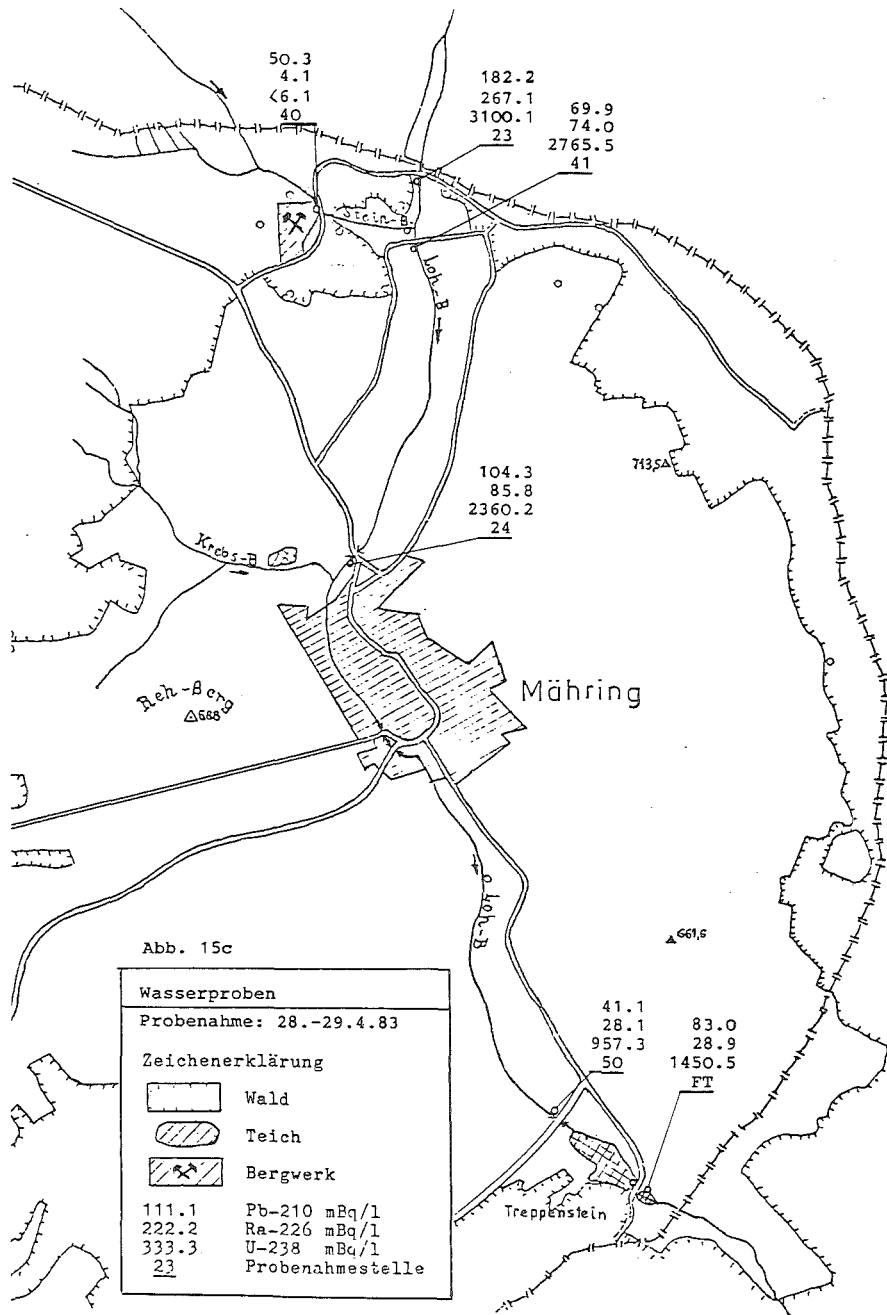 50.3
4.1
<6.1
40
182.2
267.1
3100.1
23
69.9
74.0
2765.5
41
Stein-B.
Loh-B
713,5
104.3
85.8
2360.2
24
Krebs-B
Reh-Berg
688
Mähring
Loh-B
661,6
41.1
28.1
957.3
50
83.0
28.9
1450.5
FT
Treppenstein
Abb. 15c
Wasserproben
Probenahme: 28.-29.4.83
Zeichenerklärung
Wald
Teich
Bergwerk
111.1 Pb-210 mBq/l
222.2 Ra-226 mBq/l
333.3 U-238 mBq/l
23 Probenahmestelle